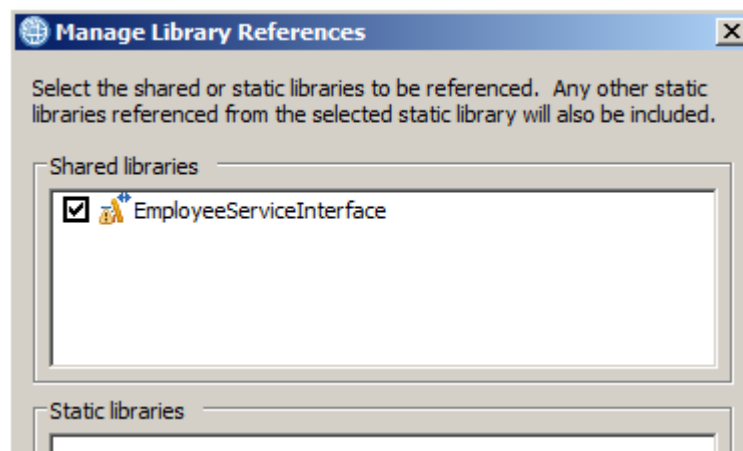 Manage Library References
Select the shared or static libraries to be referenced.  Any other static
libraries referenced from the selected static library will also be included.
Shared libraries
EmployeeServiceInterface
Static libraries